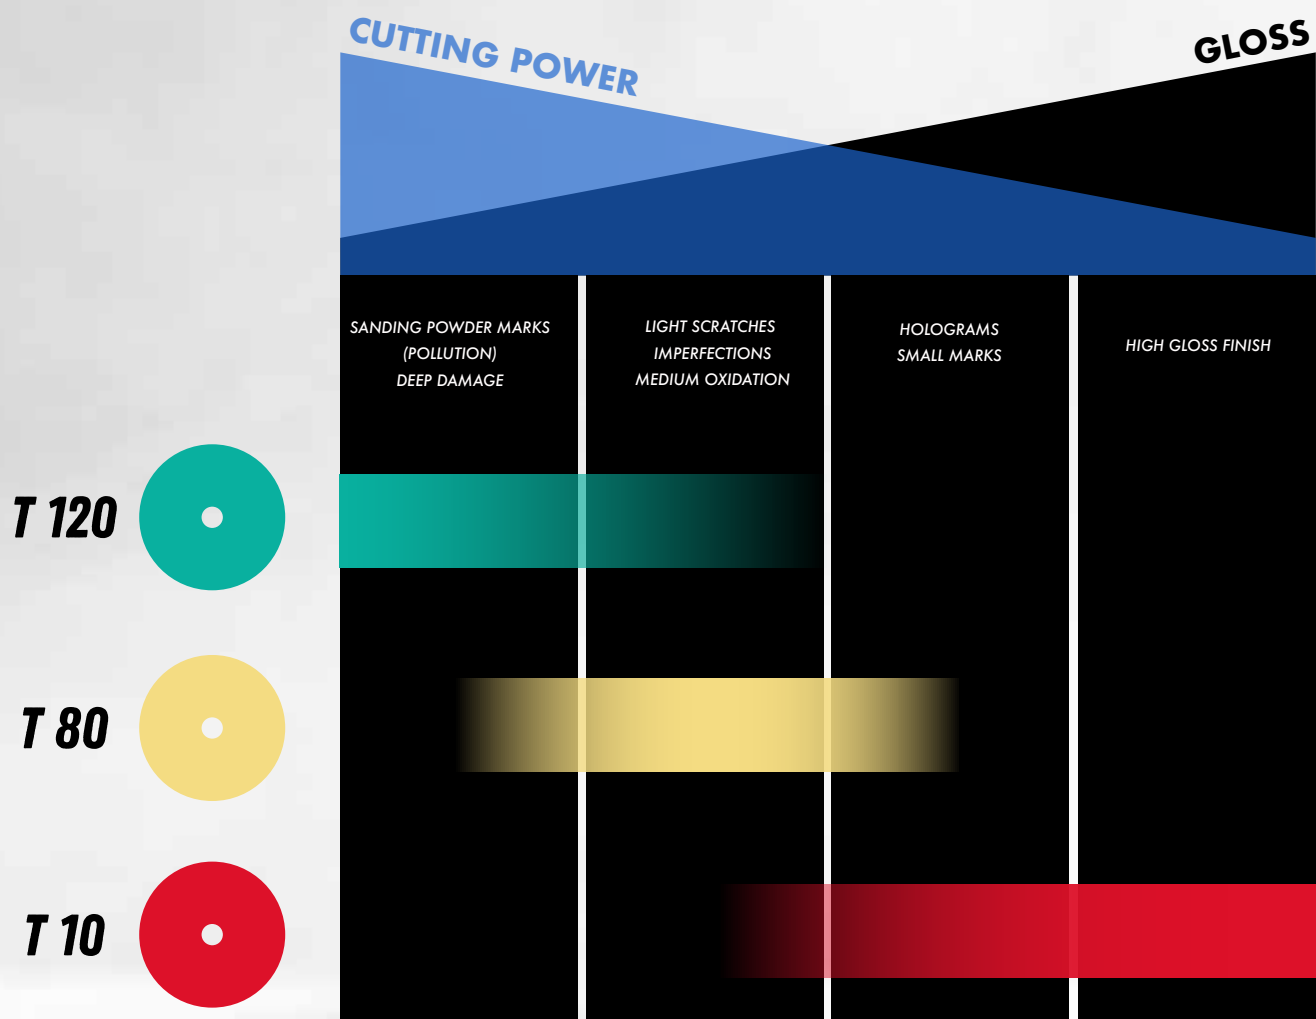 CUTTING POWER
GLOSS
SANDING POWDER MARKS
(POLLUTION)
DEEP DAMAGE
LIGHT SCRATCHES
IMPERFECTIONS
MEDIUM OXIDATION
HOLOGRAMS
SMALL MARKS
HIGH GLOSS FINISH
T 120
T 80
T 10